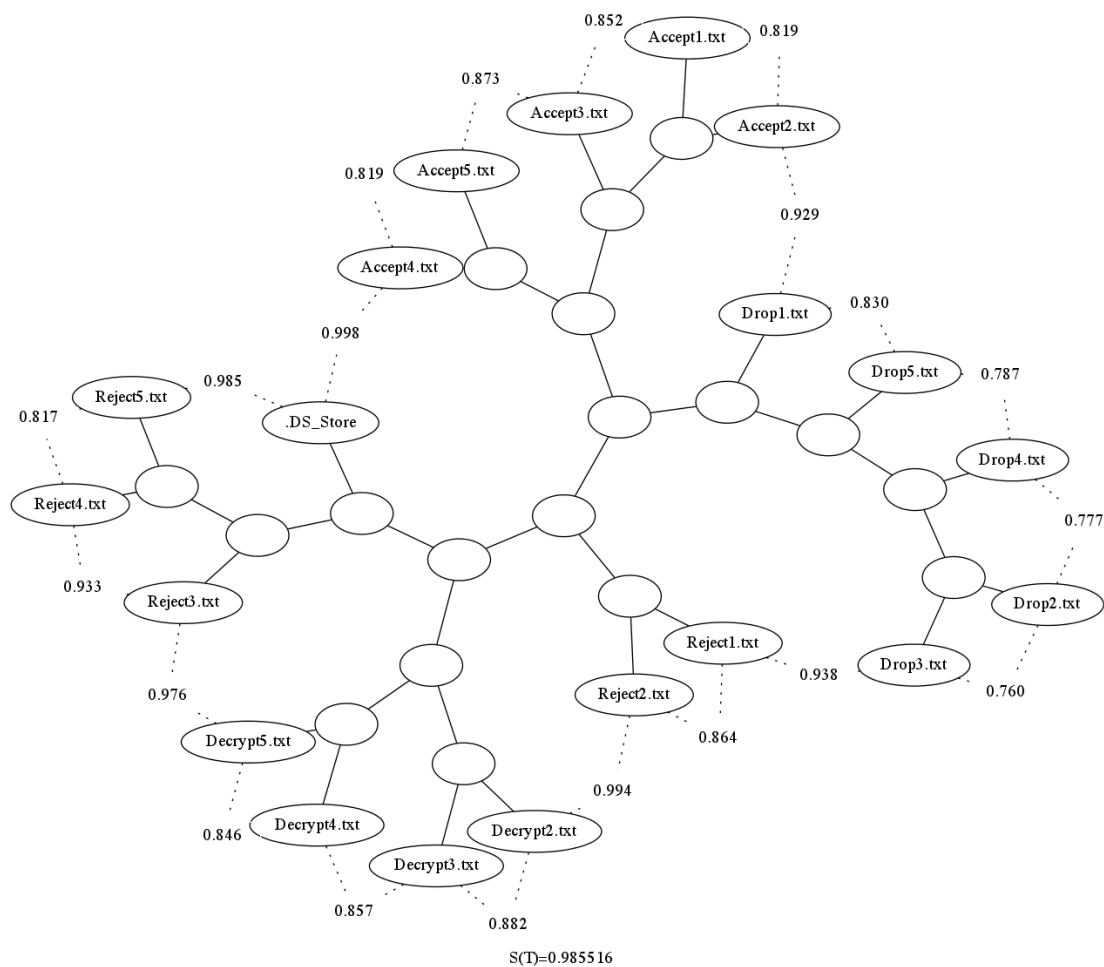 0.852
Accept1.txt
0.819
0.873
Accept3.txt
Accept2.txt
Accept5.txt
0.819
0.929
Accept4.txt
Drop1.txt
0.830
0.998
Drop5.txt
0.787
Reject5.txt
0.985
0.817
.DS_Store
Drop4.txt
Reject4.txt
0.777
0.933
Reject3.txt
Drop2.txt
Reject1.txt
0.938
Drop3.txt
0.976
Reject2.txt
0.760
Decrypt5.txt
0.864
0.994
0.846
Decrypt4.txt
Decrypt2.txt
Decrypt3.txt
0.857
0.882
S(T)=0.985516